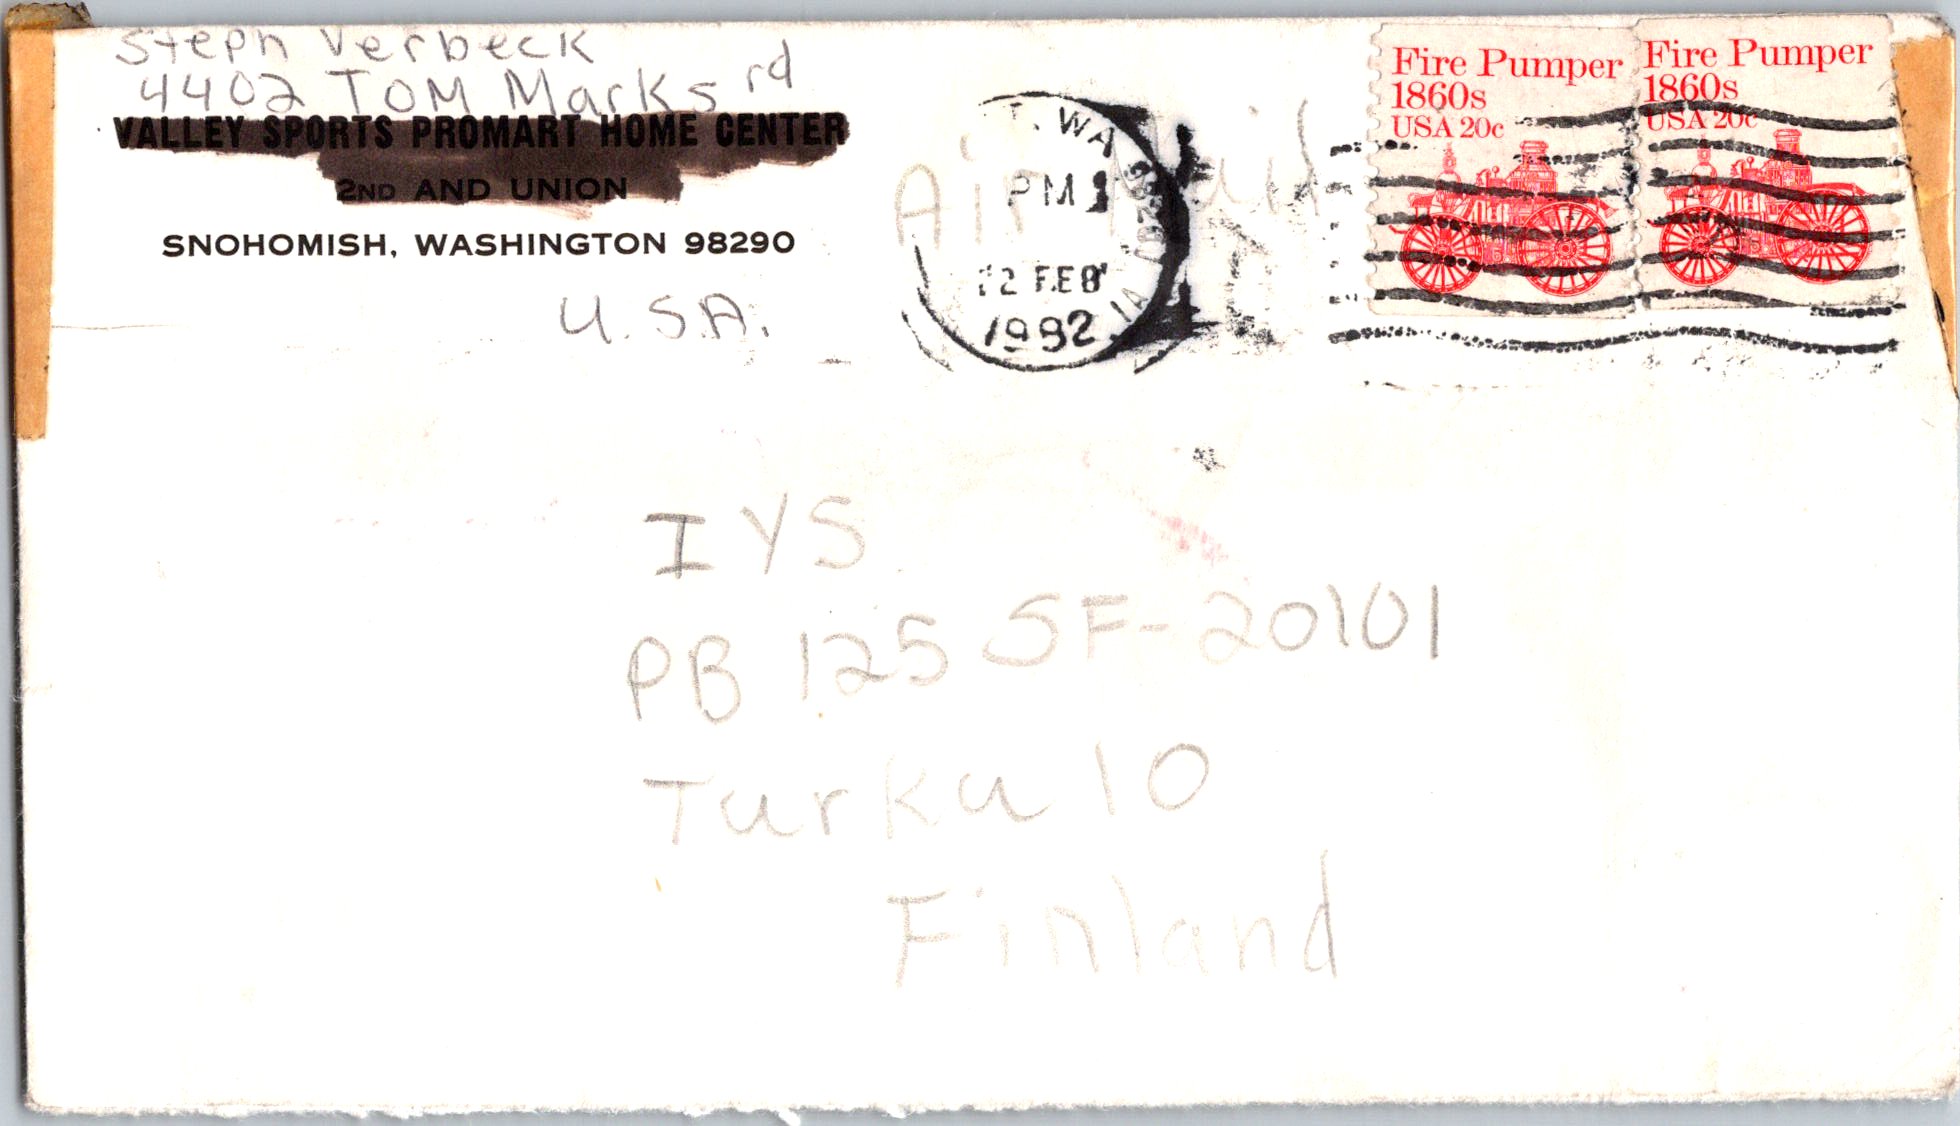 Steph Verbeck
4402 TOM Marks rd
VALLEY SPORTS PROMART HOME CENTER
2ND AND UNION
SNOHOMISH, WASHINGTON 98290
U.S.A.
Air Mail
WA
PM
12 FEB
1982
Fire Pumper
1860s
USA 20c
Fire Pumper
1860s
USA 20c
IYS
PB 125 SF-20101
Turku 10
Finland